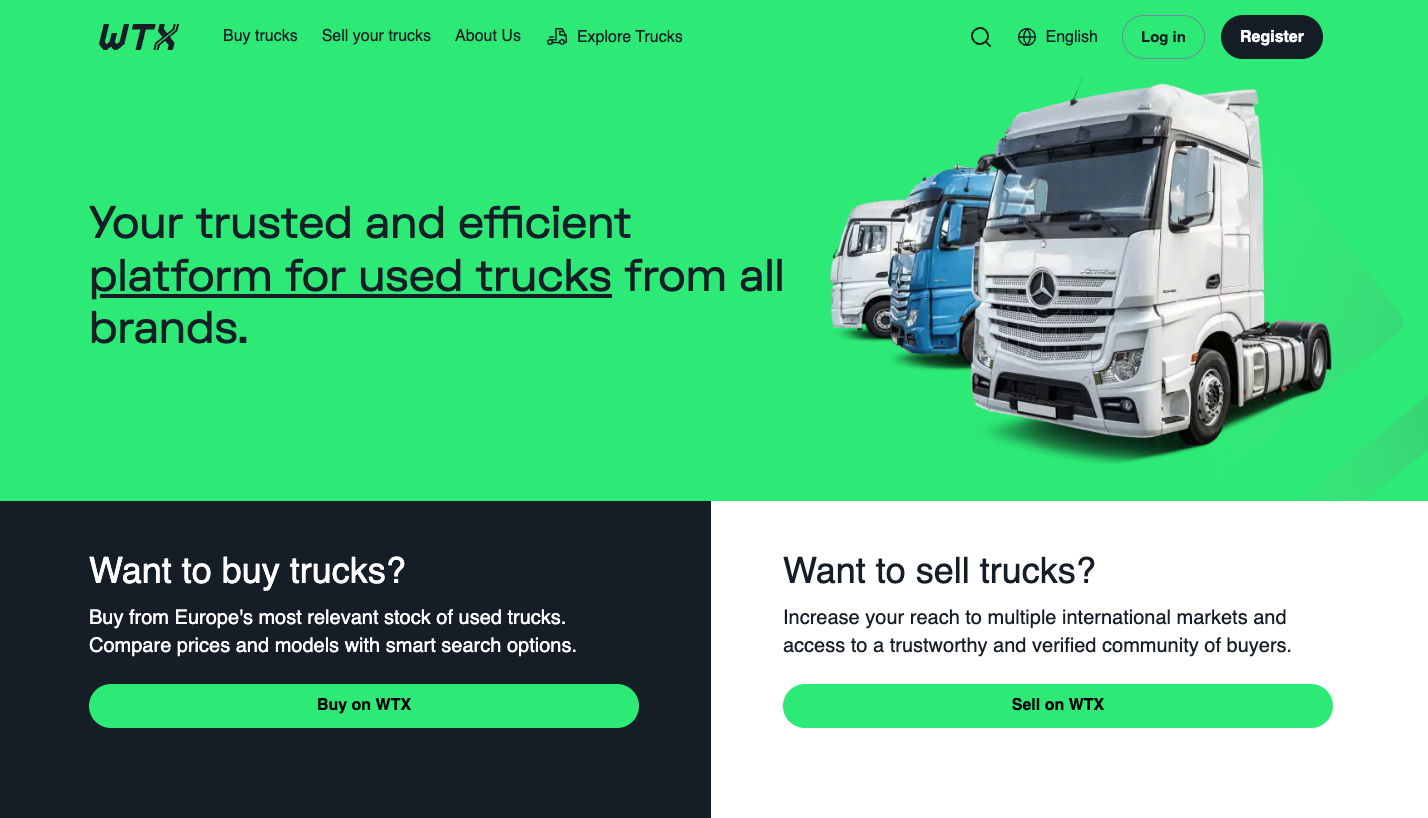 WTX
Buy trucks
Sell your trucks
About Us
Explore Trucks
English
Log in
Register
Your trusted and efficient
platform for used trucks from all
brands.
Want to buy trucks?
Buy from Europe's most relevant stock of used trucks.
Compare prices and models with smart search options.
Buy on WTX
Want to sell trucks?
Increase your reach to multiple international markets and
access to a trustworthy and verified community of buyers.
Sell on WTX